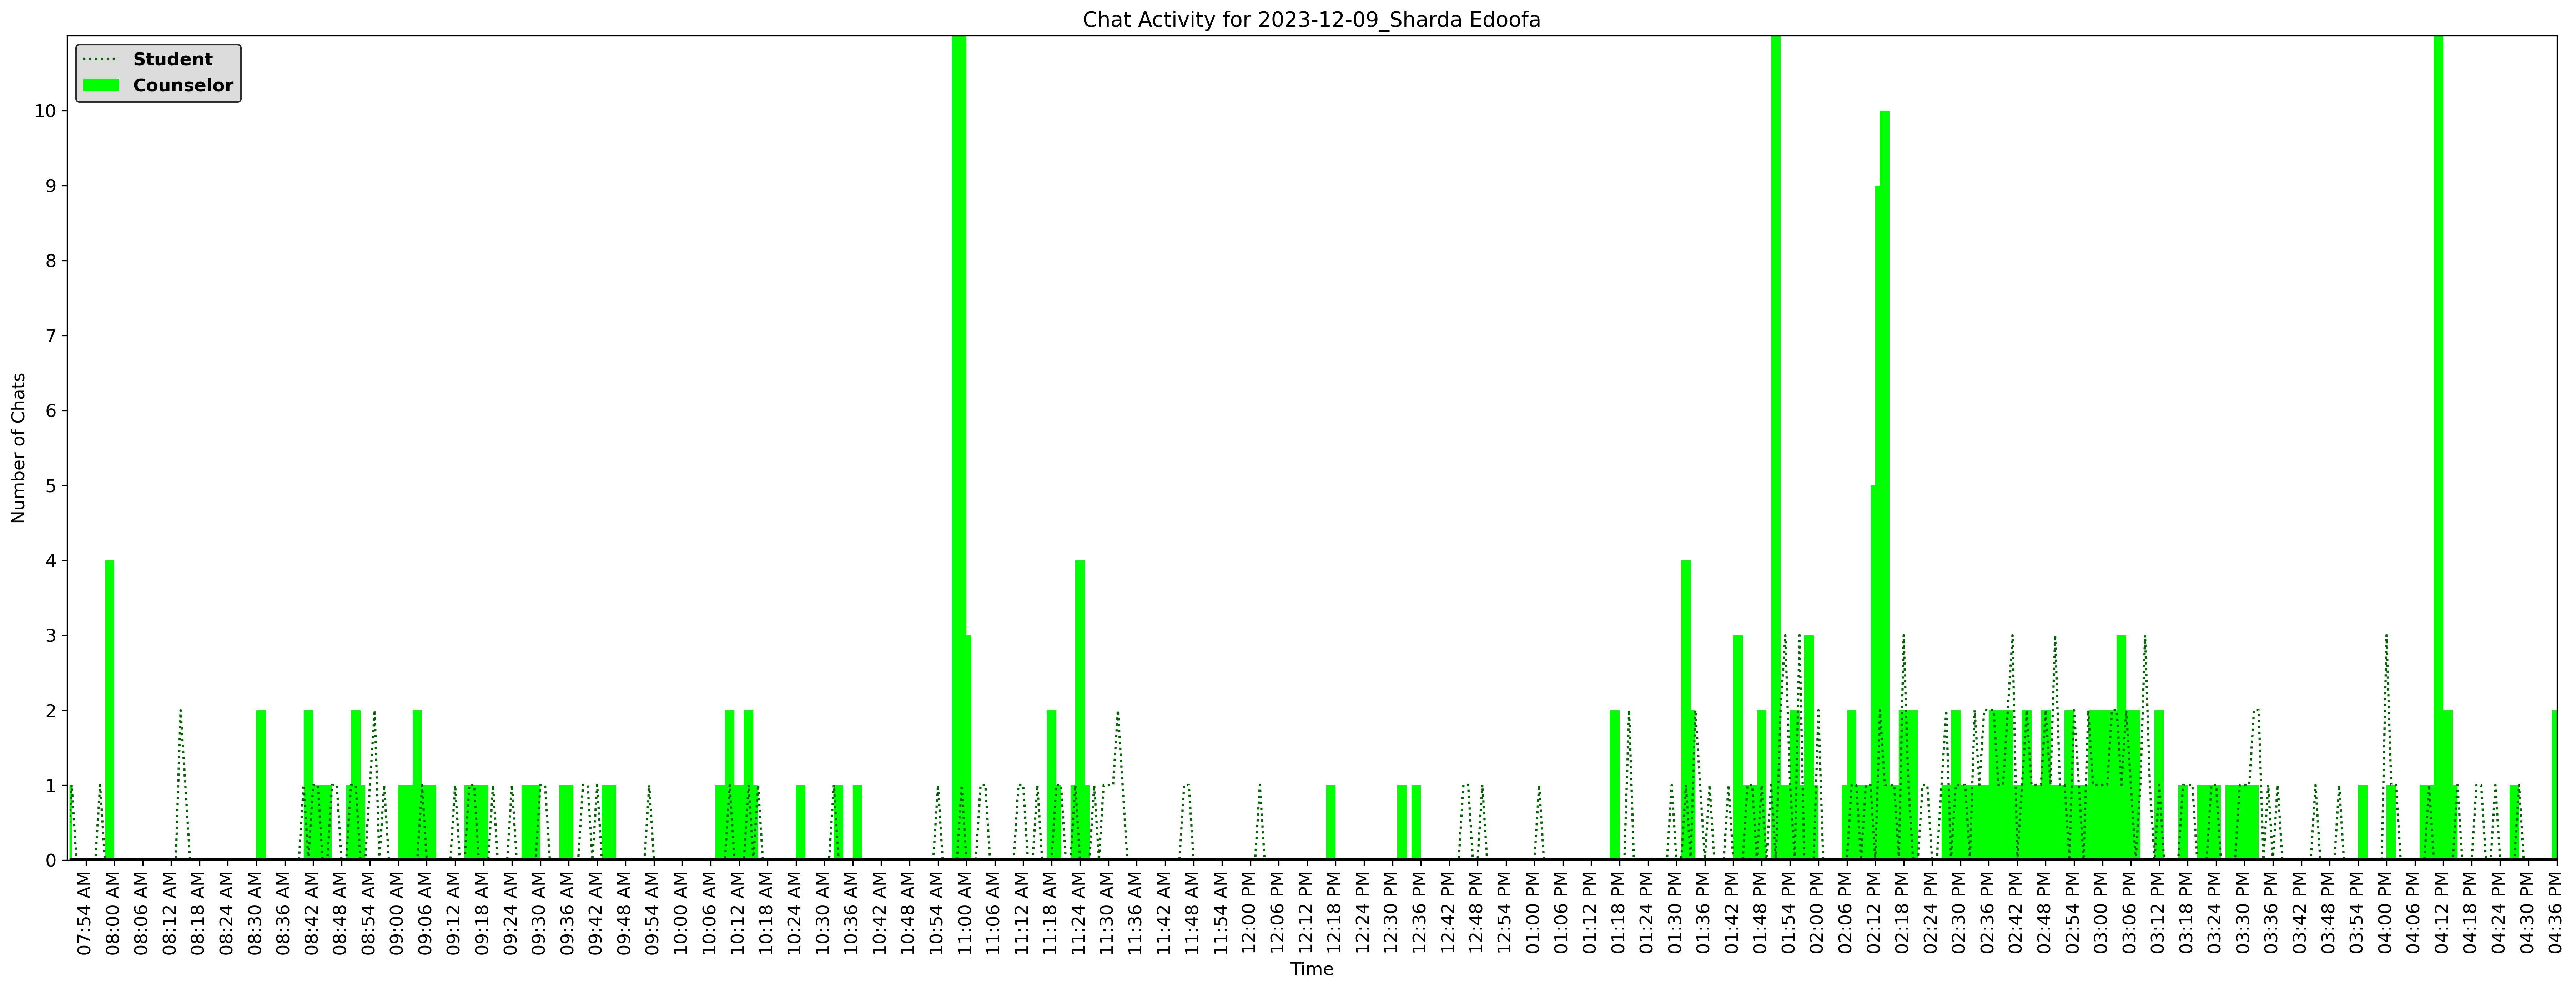 Chat Activity for 2023-12-09_Sharda Edoofa
Student
Counselor
Number of Chats
10
9
8
7
6
5
4
3
2
1
0
07:54 AM
08:00 AM
08:06 AM
08:12 AM
08:18 AM
08:24 AM
08:30 AM
08:36 AM
08:42 AM
08:48 AM
08:54 AM
09:00 AM
09:06 AM
09:12 AM
09:18 AM
09:24 AM
09:30 AM
09:36 AM
09:42 AM
09:48 AM
09:54 AM
10:00 AM
10:06 AM
10:12 AM
10:18 AM
10:24 AM
10:30 AM
10:36 AM
10:42 AM
10:48 AM
10:54 AM
11:00 AM
11:06 AM
11:12 AM
11:18 AM
11:24 AM
11:30 AM
11:36 AM
11:42 AM
11:48 AM
11:54 AM
12:00 PM
12:06 PM
12:12 PM
12:18 PM
12:24 PM
12:30 PM
12:36 PM
12:42 PM
12:48 PM
12:54 PM
01:00 PM
01:06 PM
01:12 PM
01:18 PM
01:24 PM
01:30 PM
01:36 PM
01:42 PM
01:48 PM
01:54 PM
02:00 PM
02:06 PM
02:12 PM
02:18 PM
02:24 PM
02:30 PM
02:36 PM
02:42 PM
02:48 PM
02:54 PM
03:00 PM
03:06 PM
03:12 PM
03:18 PM
03:24 PM
03:30 PM
03:36 PM
03:42 PM
03:48 PM
03:54 PM
04:00 PM
04:06 PM
04:12 PM
04:18 PM
04:24 PM
04:30 PM
04:36 PM
Time